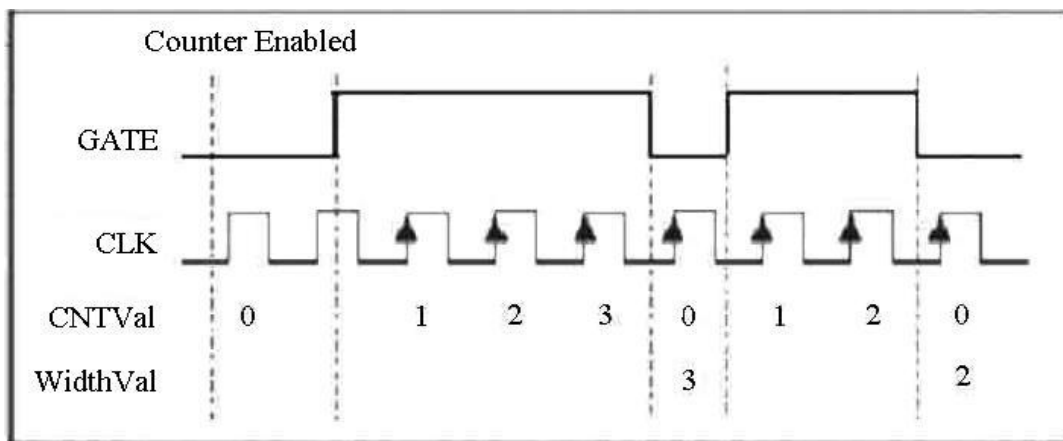 Counter Enabled
GATE
CLK
CNTVal 0 1 2 3 0 1 2 0
WidthVal 3 2